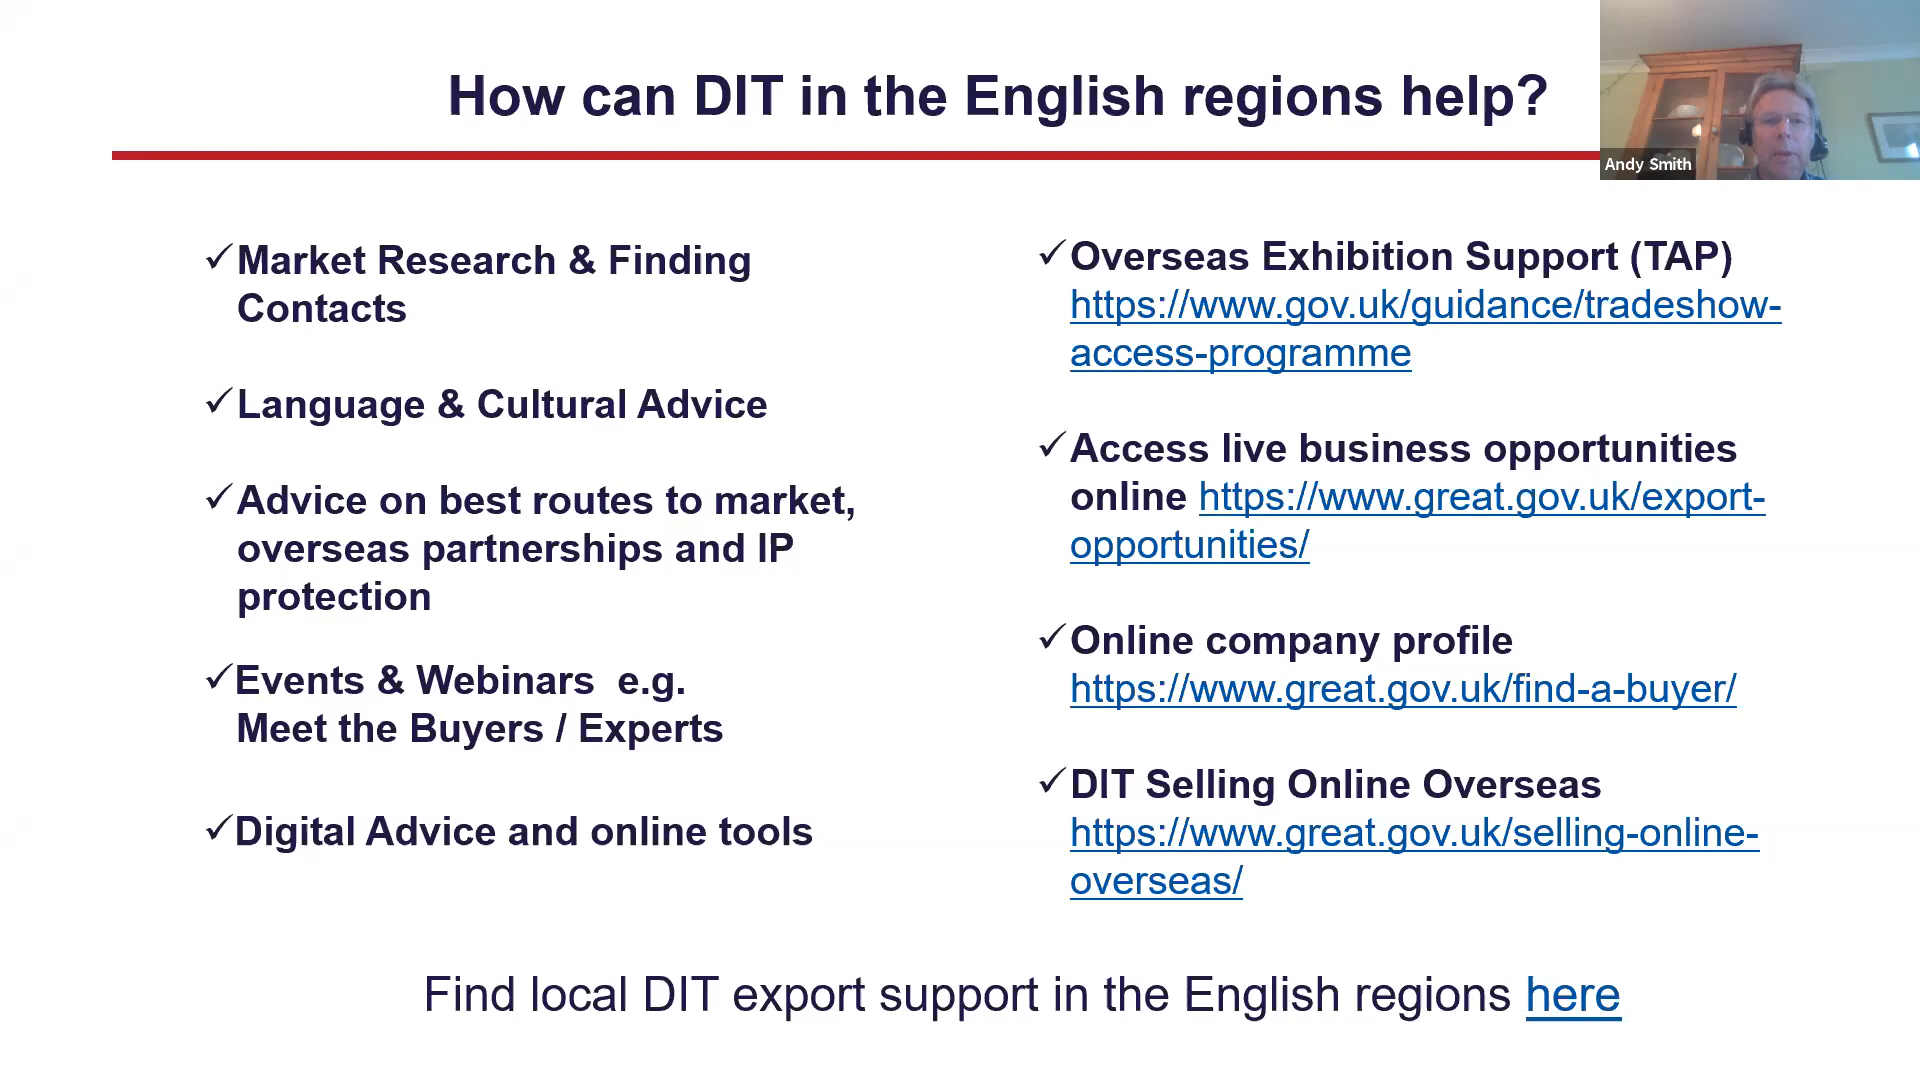 How can DIT in the English regions help?
Andy Smith
✓Market Research & Finding
Contacts
✓Language & Cultural Advice
✓Advice on best routes to market,
overseas partnerships and IP
protection
✓Events & Webinars  e.g.
Meet the Buyers / Experts
✓Digital Advice and online tools
✓Overseas Exhibition Support (TAP)
https://www.gov.uk/guidance/tradeshow-
access-programme
✓Access live business opportunities
online https://www.great.gov.uk/export-
opportunities/
✓Online company profile
https://www.great.gov.uk/find-a-buyer/
✓DIT Selling Online Overseas
https://www.great.gov.uk/selling-online-
overseas/
Find local DIT export support in the English regions here